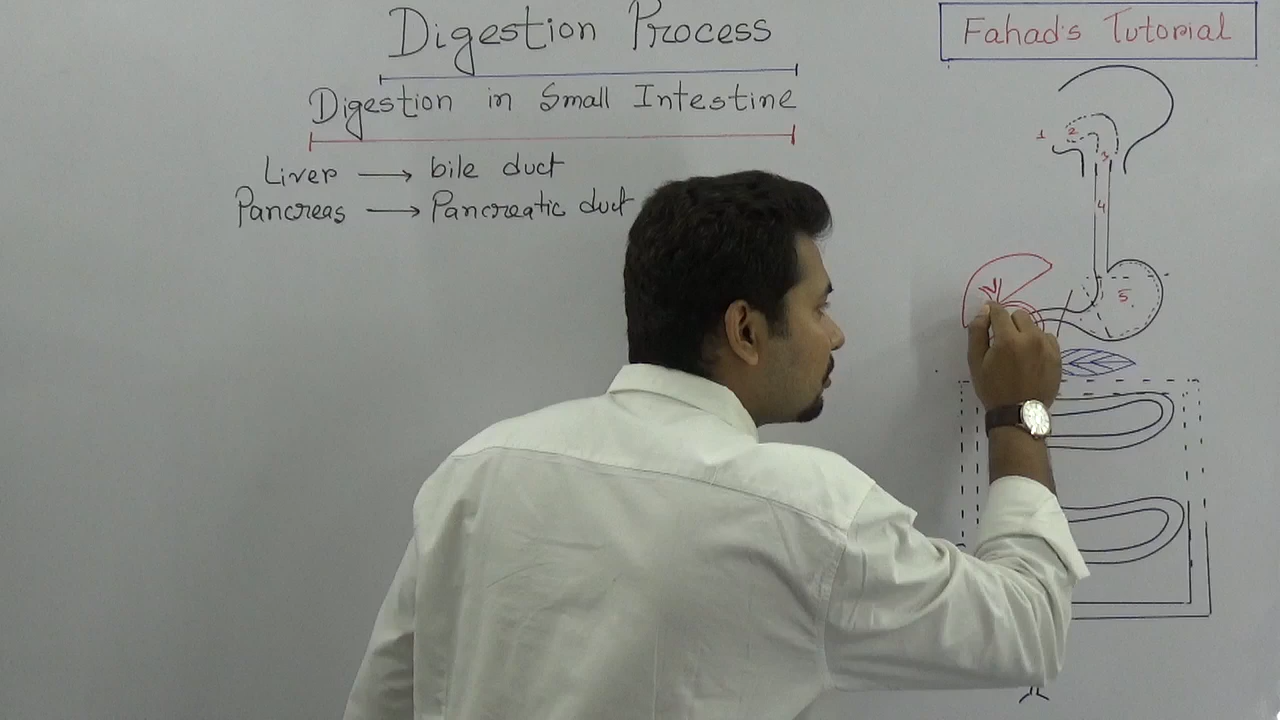 Digestion Process
Fahad's Tutorial
Digestion in Small Intestine
Liver → bile duct
Pancreas → Pancreatic duct
1
2
3
4
5